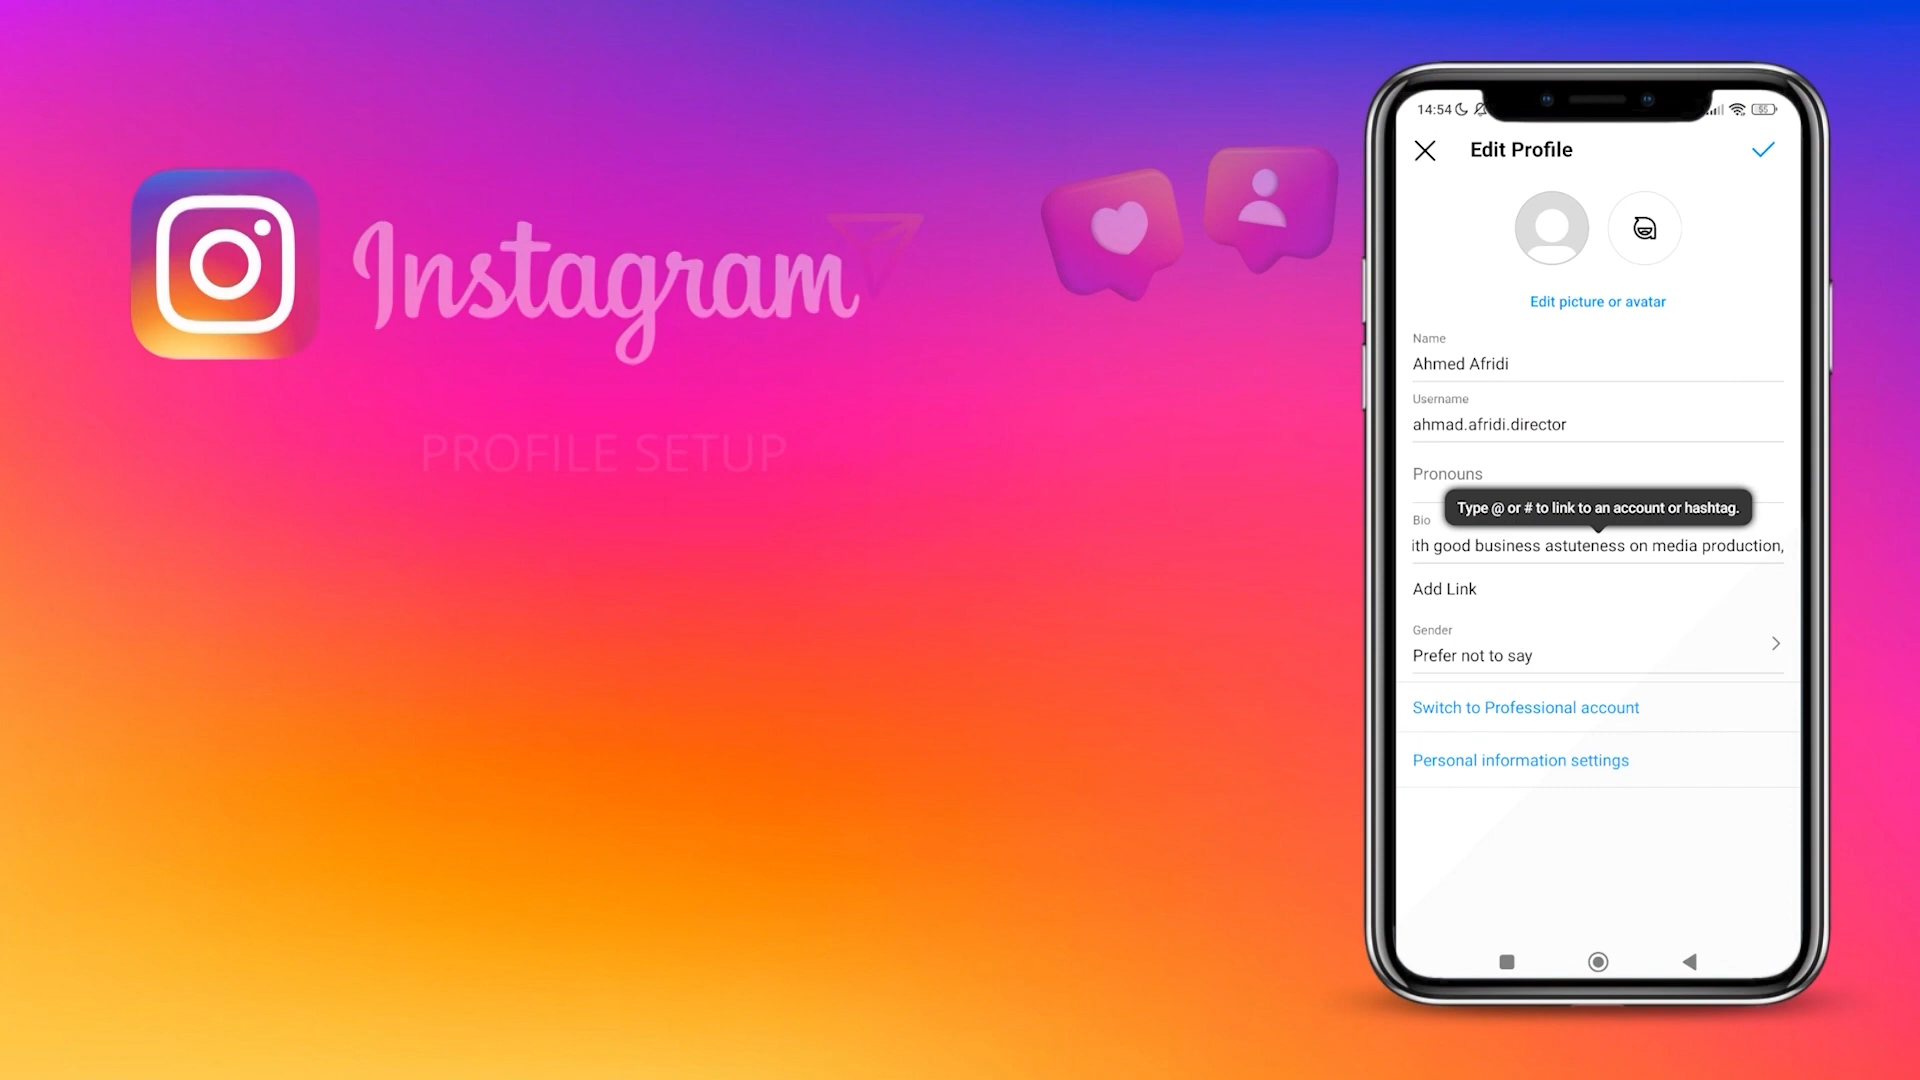 Instagram
PROFILE SETUP
14:54
55
Edit Profile
Edit picture or avatar
Name
Ahmed Afridi
Username
ahmad.afridi.director
Pronouns
Type @ or # to link to an account or hashtag.
Bio
ith good business astuteness on media production,
Add Link
Gender
Prefer not to say
Switch to Professional account
Personal information settings